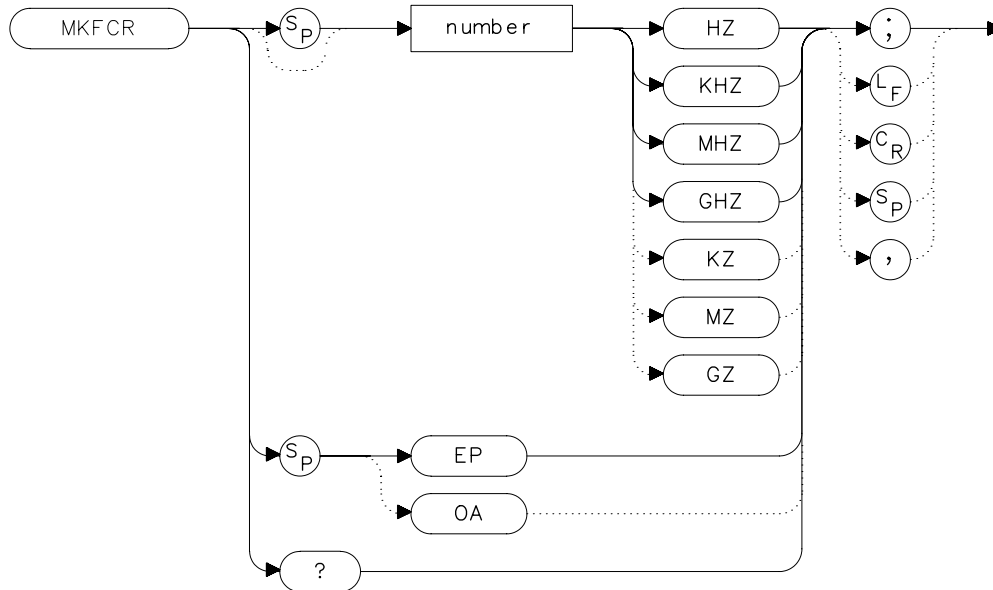 MKFCR SP number HZ ;
KHZ LF
MHZ CR
GHZ SP
KZ ,
MZ
GZ
SP EP
OA
?